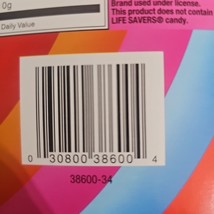 0g
Daily Value
Brand used under license.
This product does not contain
LIFE SAVERS® candy.
0 30800 38600 4
38600-34